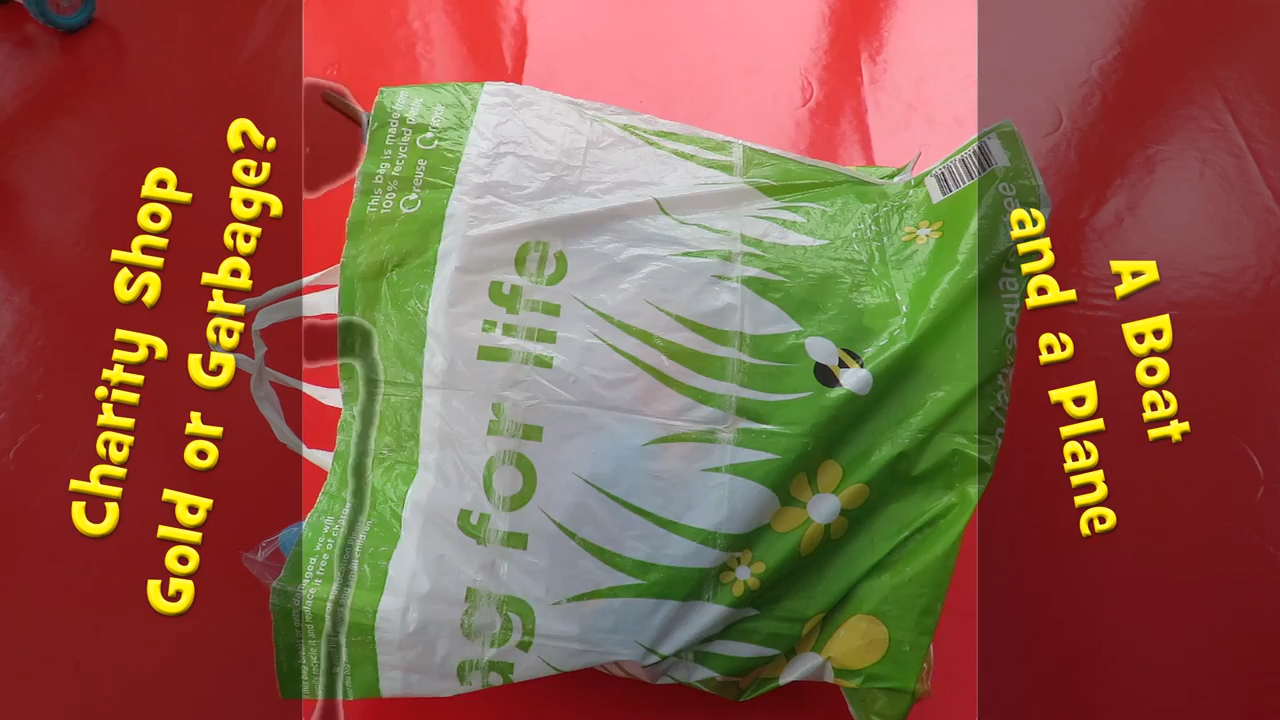 Charity Shop
Gold or Garbage?
This bag is made from
100% recycled plastic
reuse
recycle
ag for life
A Boat
and a Plane